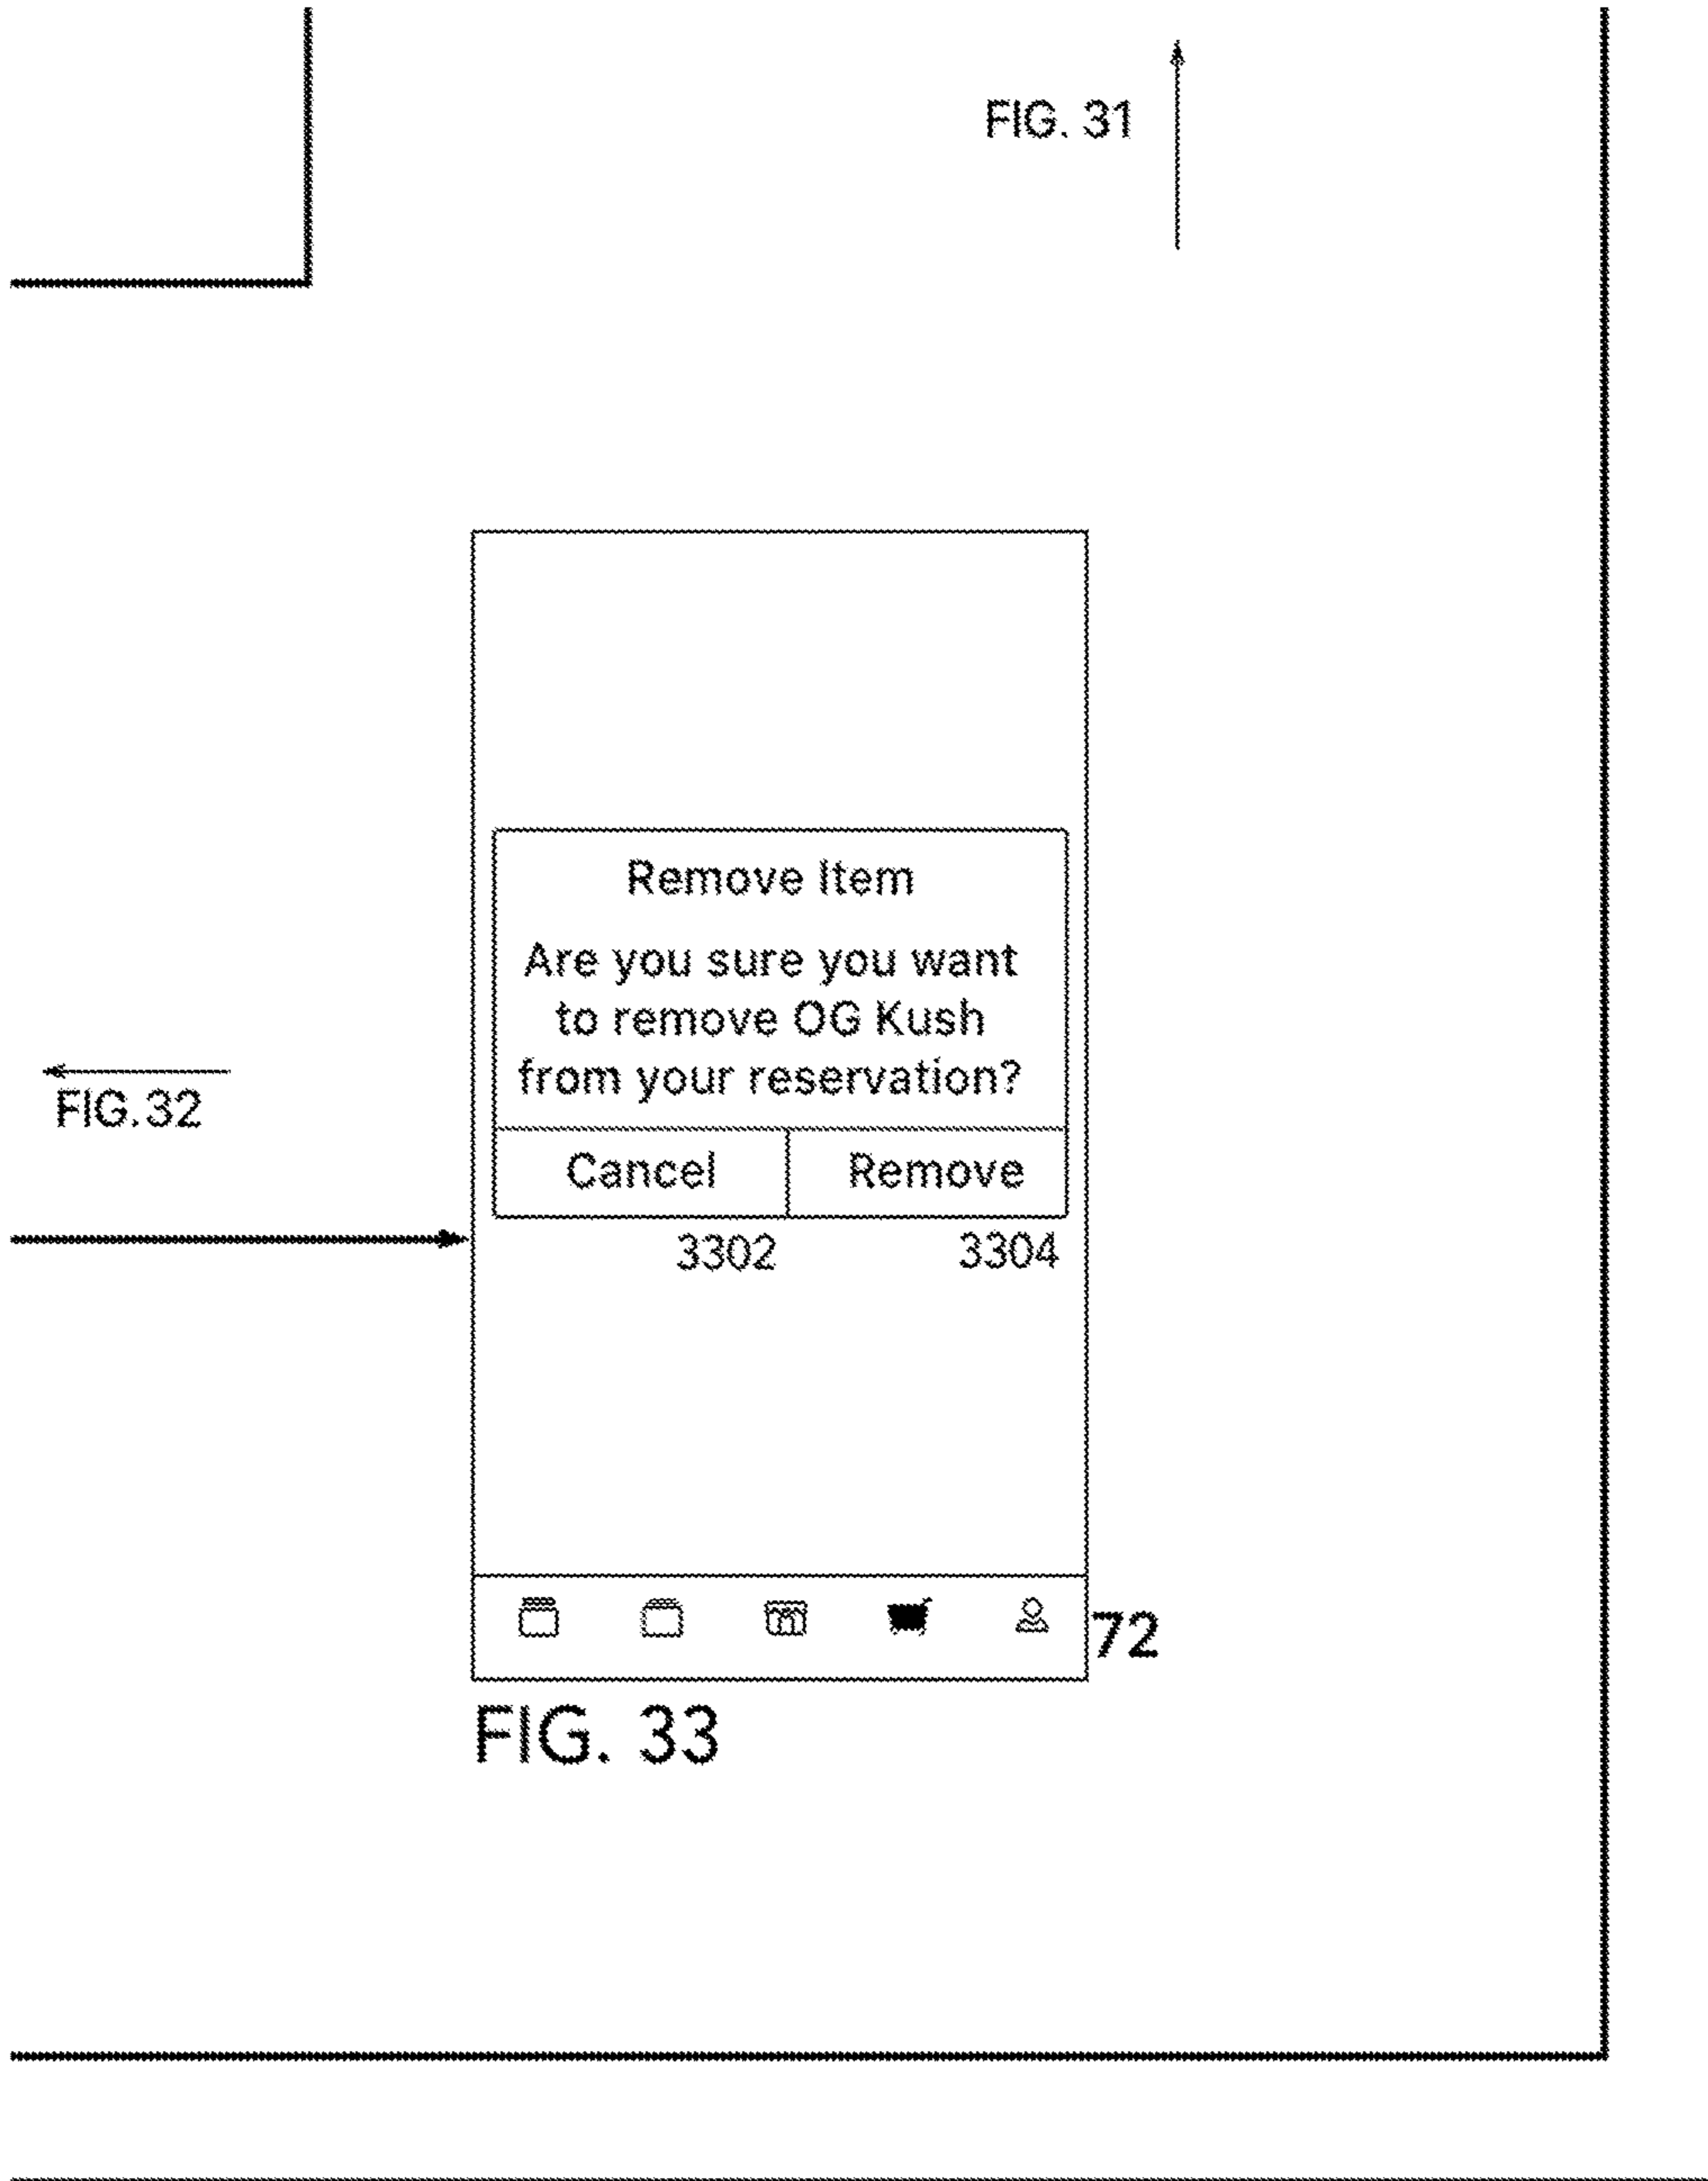 FIG. 31
Remove Item
Are you sure you want
to remove OG Kush
from your reservation?
FIG.32
Cancel
Remove
3302
3304
72
FIG. 33